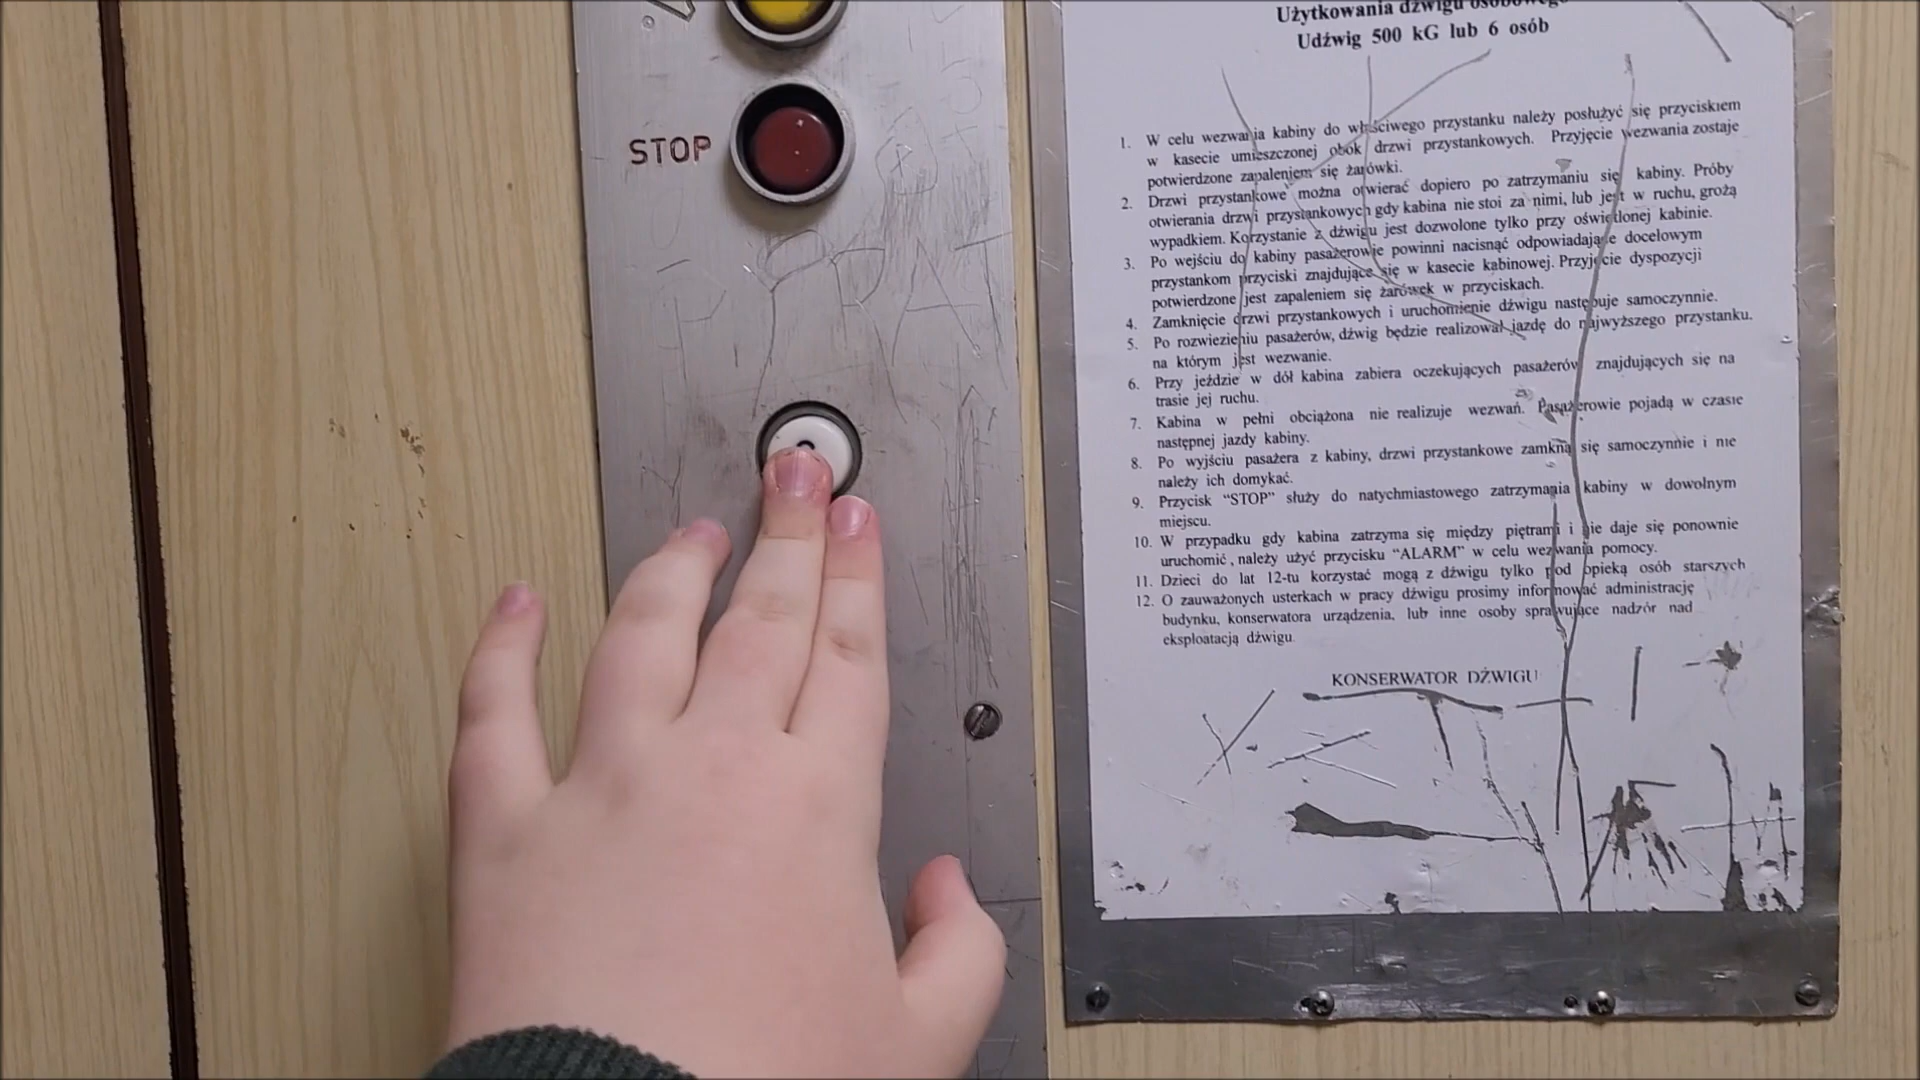 Użytkowania dźwigu osobowego
Udźwig 500 kG lub 6 osób
STOP
1. W celu wezwania kabiny do właściwego przystanku należy posłużyć się przyciskiem
w kasecie umieszczonej obok drzwi przystankowych. Przyjęcie wezwania zostaje
potwierdzone zapaleniem się żarówki.
2. Drzwi przystankowe można otwierać dopiero po zatrzymaniu się kabiny. Próby
otwierania drzwi przystankowych gdy kabina nie stoi za nimi, lub jest w ruchu, grożą
wypadkiem. Korzystanie z dźwigu jest dozwolone tylko przy oświetlonej kabinie.
3. Po wejściu do kabiny pasażerowie powinni nacisnąć odpowiadające docelowym
przystankom przyciski znajdujące się w kasecie kabinowej. Przyjęcie dyspozycji
potwierdzone jest zapaleniem się żarówek w przyciskach.
4. Zamknięcie drzwi przystankowych i uruchomienie dźwigu następuje samoczynnie.
5. Po rozwiezieniu pasażerów, dźwig będzie realizował jazdę do najwyższego przystanku.
na którym jest wezwanie.
6. Przy jeździe w dół kabina zabiera oczekujących pasażerów znajdujących się na
trasie jej ruchu.
7. Kabina w pełni obciążona nie realizuje wezwań. Pasażerowie pojadą w czasie
następnej jazdy kabiny.
8. Po wyjściu pasażera z kabiny, drzwi przystankowe zamkną się samoczynnie i nie
należy ich domykać.
9. Przycisk “STOP” służy do natychmiastowego zatrzymania kabiny w dowolnym
miejscu.
10. W przypadku gdy kabina zatrzyma się między piętrami i nie daje się ponownie
uruchomić, należy użyć przycisku “ALARM” w celu wezwania pomocy.
11. Dzieci do lat 12-tu korzystać mogą z dźwigu tylko pod opieką osób starszych
12. O zauważonych usterkach w pracy dźwigu prosimy informować administrację
budynku, konserwatora urządzenia, lub inne osoby sprawujące nadzór nad
eksploatacją dźwigu.
KONSERWATOR DŹWIGU